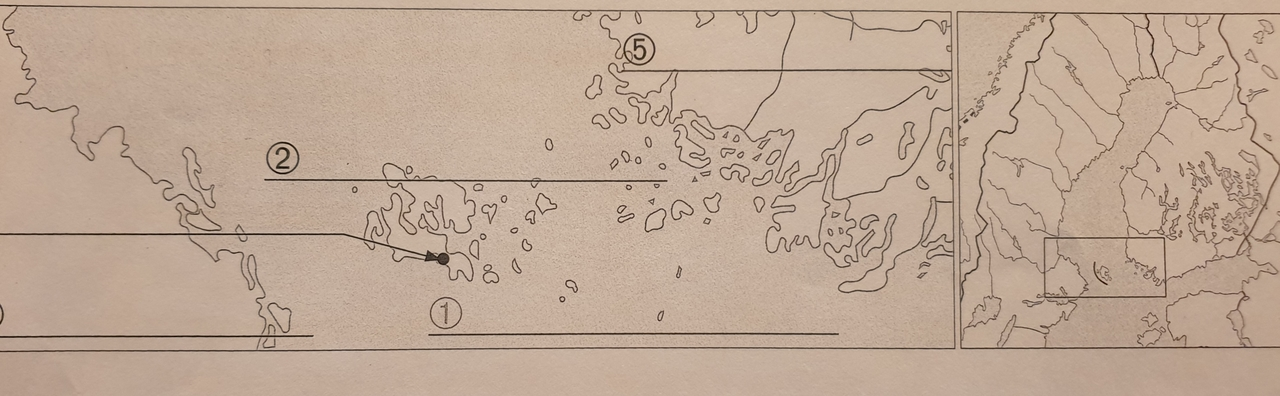 ⑤
②
①